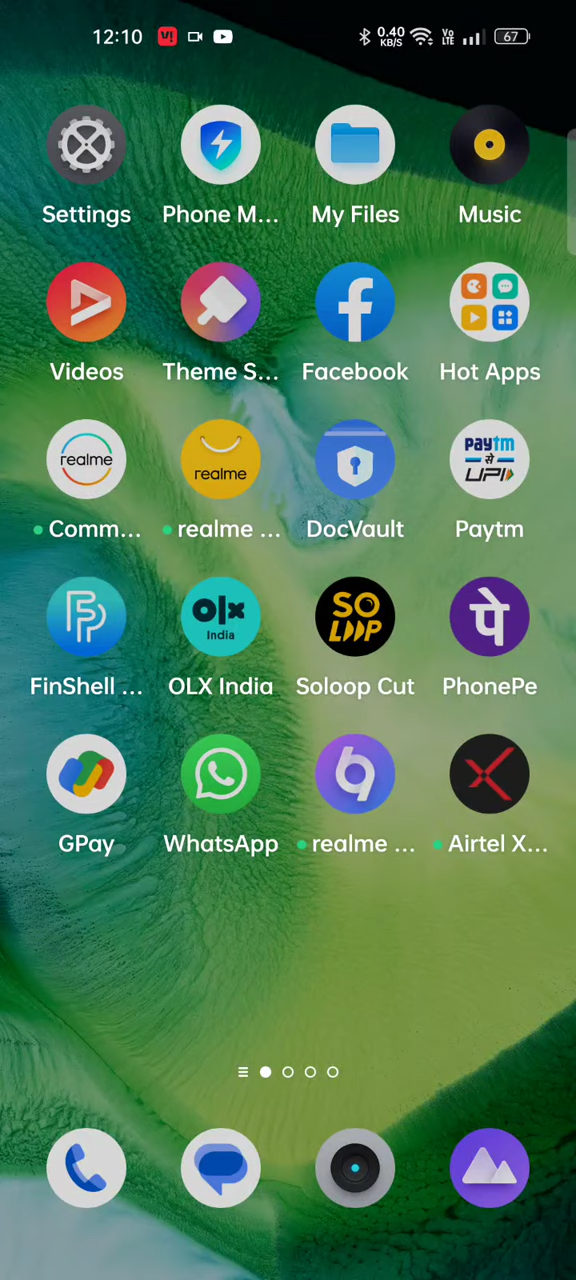 12:10 0.40 KB/S Vo LTE 67
Settings Phone M... My Files Music
Videos Theme S... Facebook Hot Apps
realme realme paytm से UPI
Comm... realme ... DocVault Paytm
olx India SO LOOP पे
FinShell ... OLX India Soloop Cut PhonePe
GPay WhatsApp realme ... Airtel X...